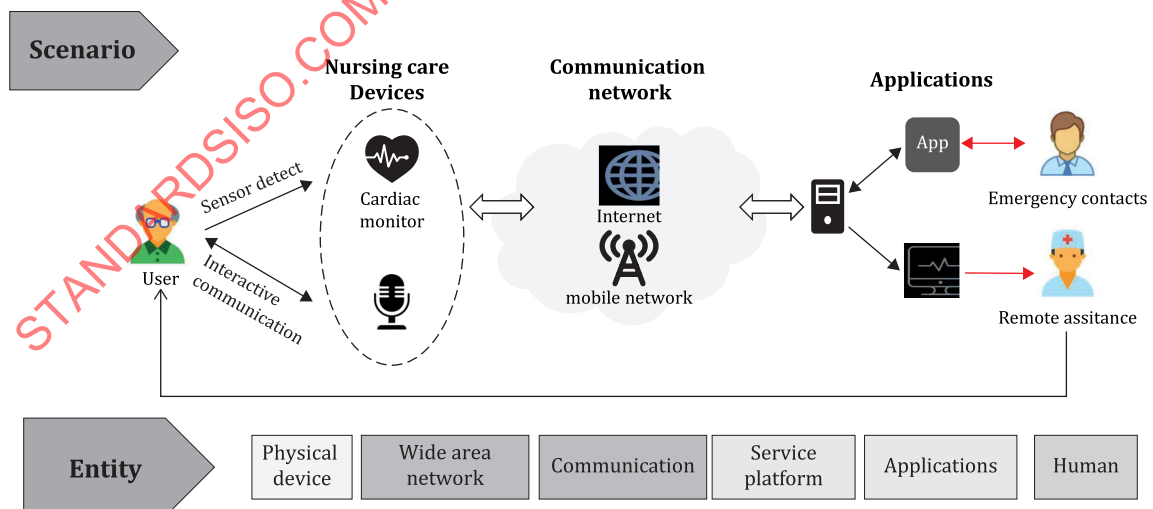 Scenario
STANDARDSISO.COM
Nursing care
Devices
Communication
network
Applications
Sensor detect
Cardiac
monitor
Internet
App
Emergency contacts
User
Interactive
communication
mobile network
Remote assitance
Entity
Physical
device
Wide area
network
Communication
Service
platform
Applications
Human